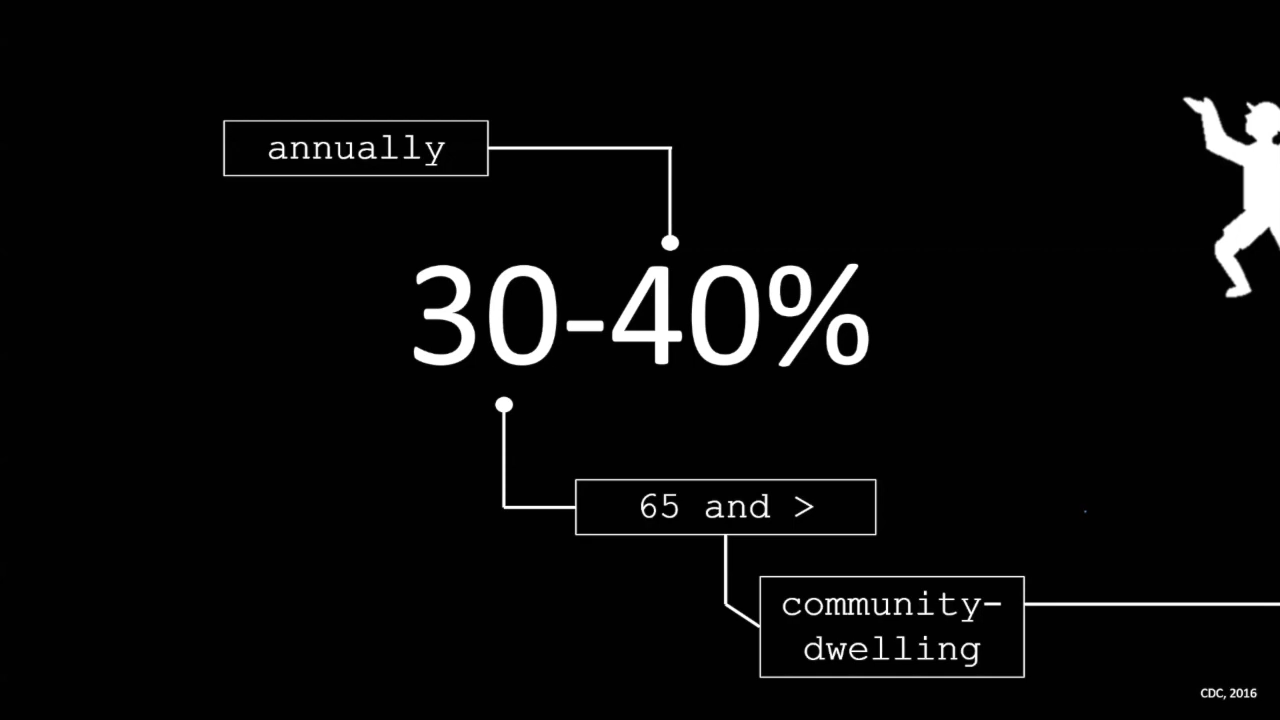 annually
30-40%
65 and >
community-
dwelling
CDC, 2016